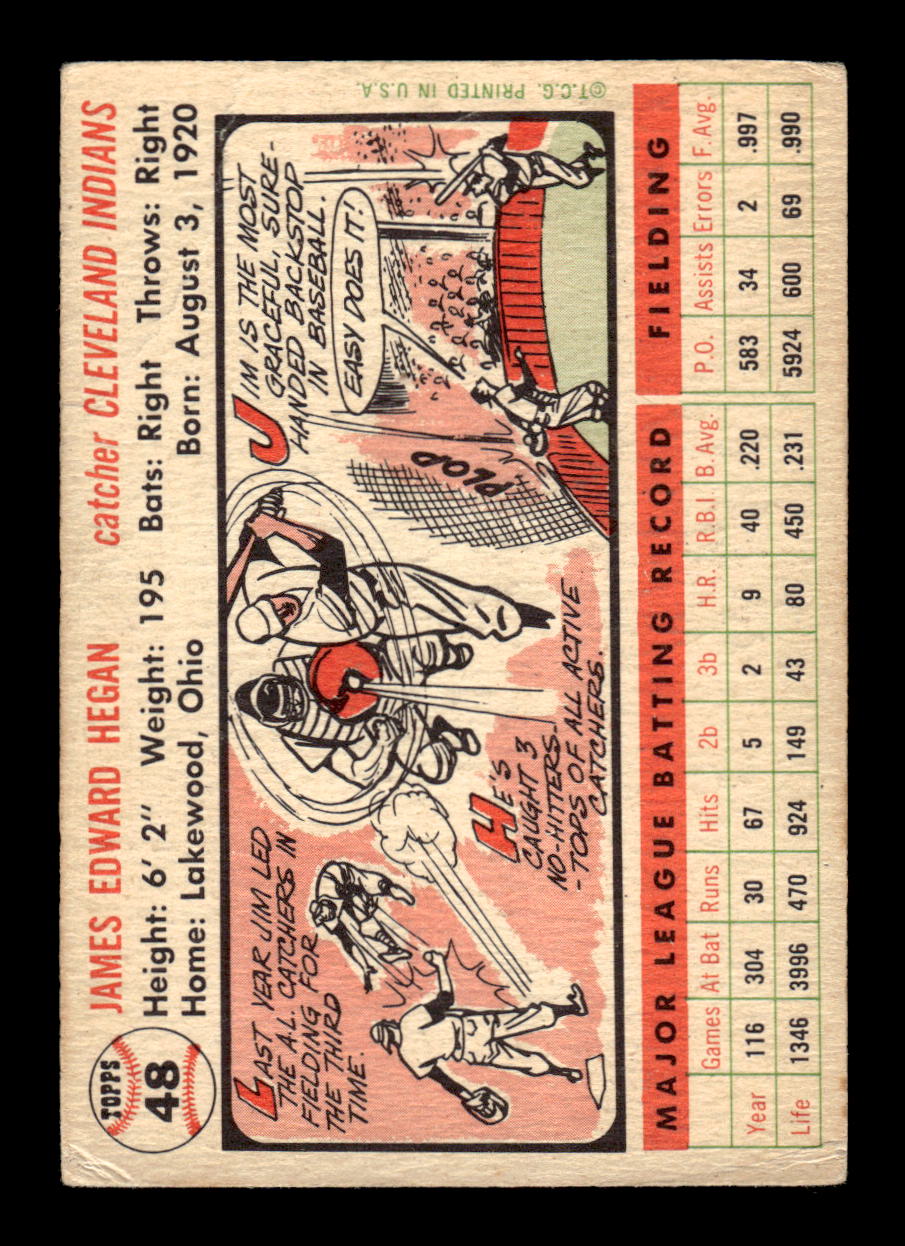 TOPPS
48
JAMES EDWARD HEGAN catcher CLEVELAND INDIANS
Height: 6' 2" Weight: 195 Bats: Right Throws: Right
Home: Lakewood, Ohio Born: August 3, 1920
LAST YEAR JIM LED
THE A.L. CATCHERS IN
FIELDING FOR
THE THIRD
TIME.
HE'S
CAUGHT 3
NO-HITTERS-
-TOPS OF ALL ACTIVE
CATCHERS.
JIM IS THE MOST
GRACEFUL, SURE-
HANDED BACKSTOP
IN BASEBALL.
EASY DOES IT!
PLOP
©T.C.G. PRINTED IN U.S.A.
MAJOR LEAGUE BATTING RECORD FIELDING
Games At Bat Runs Hits 2b 3b H.R. R.B.I. B. Avg. P.O. Assists Errors F. Avg.
Year 116 304 30 67 5 2 9 40 .220 583 34 2 .997
Life 1346 3996 470 924 149 43 80 450 .231 5924 600 69 .990